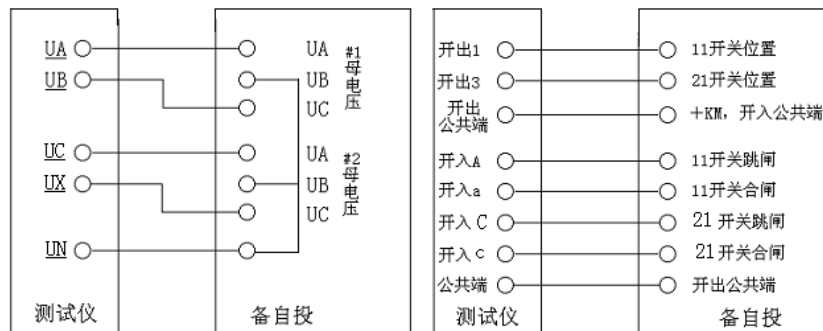 UA
UB
UC
UX
UN
测试仪
UA
UB
UC
#1母电压
UA
UB
UC
#2母电压
备自投
开出1
开出3
开出
公共端
开入A
开入a
开入C
开入c
公共端
测试仪
11开关位置
21开关位置
+KM，开入公共端
11开关跳闸
11开关合闸
21开关跳闸
21开关合闸
开出公共端
备自投